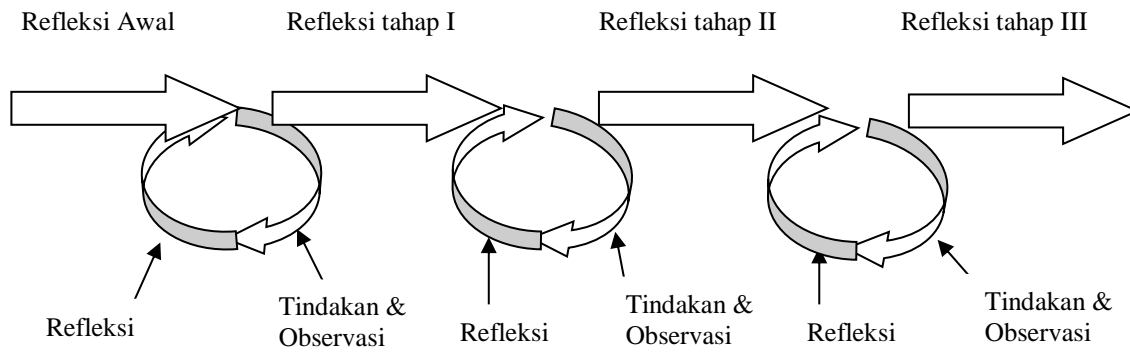 Refleksi Awal
Refleksi tahap I
Refleksi tahap II
Refleksi tahap III
Refleksi
Tindakan &
Observasi
Refleksi
Tindakan &
Observasi
Refleksi
Tindakan &
Observasi